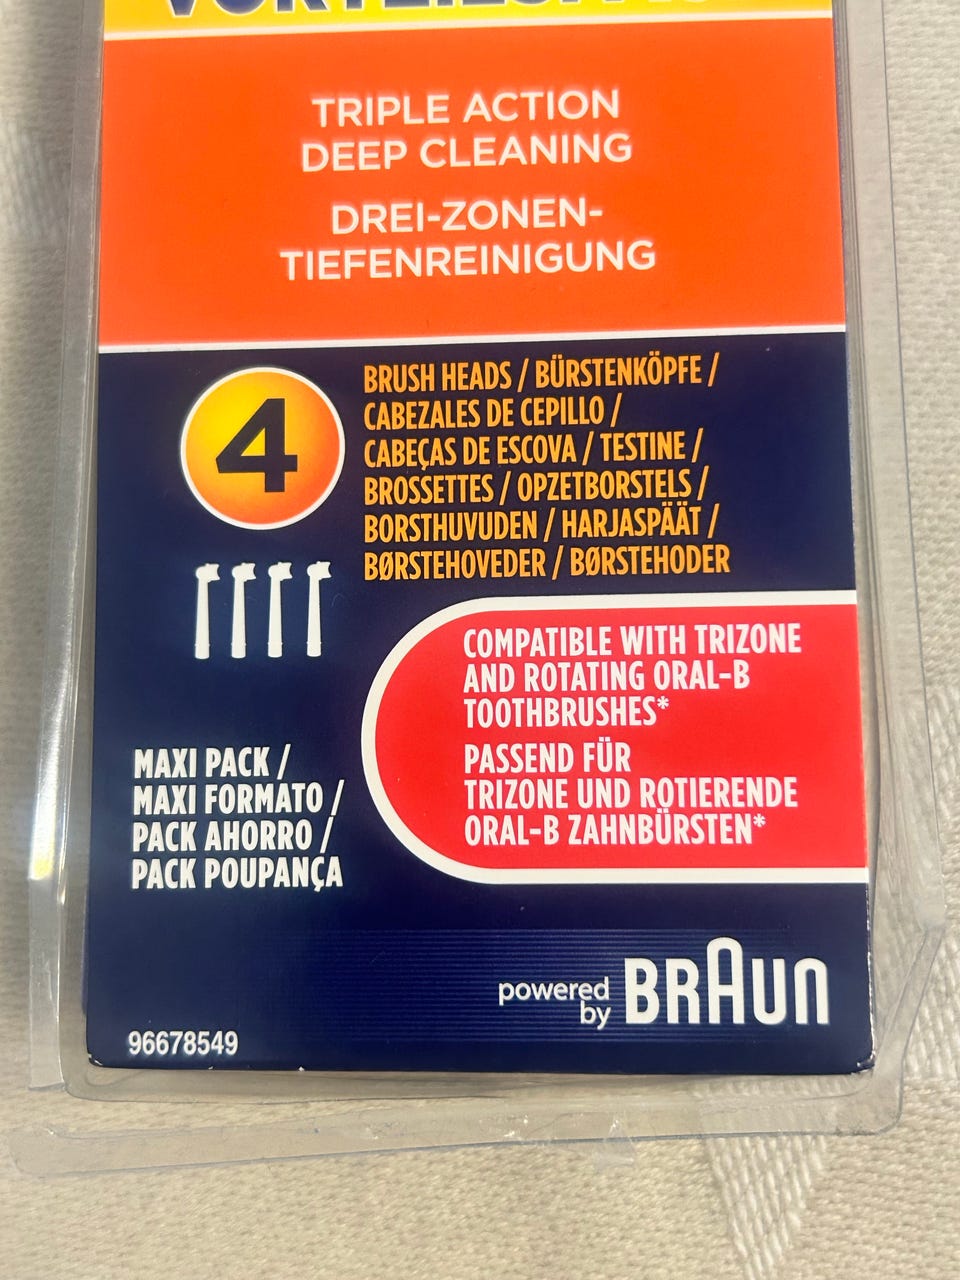 TRIPLE ACTION
DEEP CLEANING
DREI-ZONEN-
TIEFENREINIGUNG
4
BRUSH HEADS / BÜRSTENKÖPFE /
CABEZALES DE CEPILLO /
CABEÇAS DE ESCOVA / TESTINE /
BROSSETTES / OPZETBORSTELS /
BORSTHUVUDEN / HARJASPÄÄT /
BØRSTEHOVEDER / BØRSTEHODER
COMPATIBLE WITH TRIZONE
AND ROTATING ORAL-B
TOOTHBRUSHES*
PASSEND FÜR
TRIZONE UND ROTIERENDE
ORAL-B ZAHNBÜRSTEN*
MAXI PACK /
MAXI FORMATO /
PACK AHORRO /
PACK POUPANÇA
powered
by BRAUN
96678549